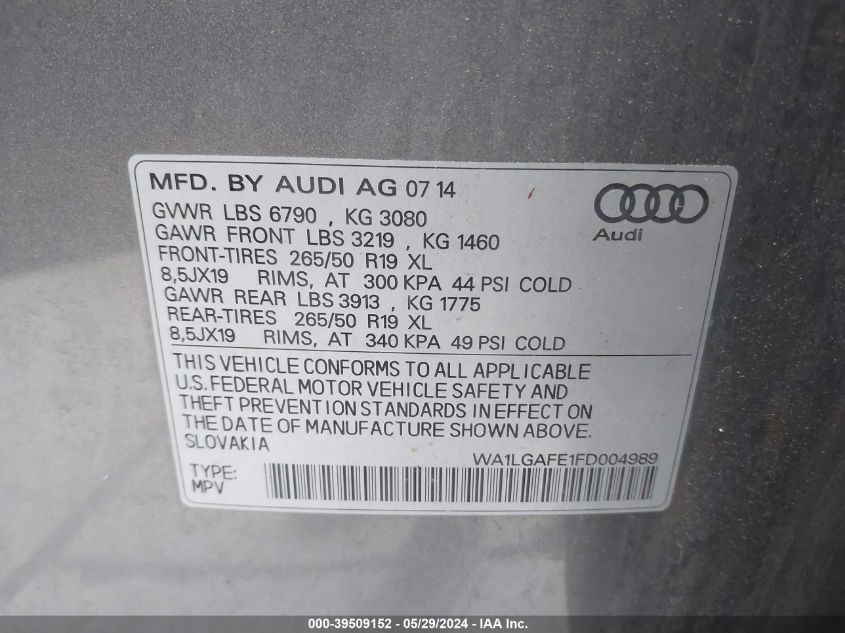 MFD. BY AUDI AG 07 14
GVWR LBS 6790 , KG 3080
GAWR FRONT LBS 3219 , KG 1460
FRONT-TIRES 265/50 R19 XL
8,5JX19 RIMS, AT 300 KPA 44 PSI COLD
GAWR REAR LBS 3913 , KG 1775
REAR-TIRES 265/50 R19 XL
8,5JX19 RIMS, AT 340 KPA 49 PSI COLD
Audi
THIS VEHICLE CONFORMS TO ALL APPLICABLE
U.S. FEDERAL MOTOR VEHICLE SAFETY AND
THEFT PREVENTION STANDARDS IN EFFECT ON
THE DATE OF MANUFACTURE SHOWN ABOVE.
SLOVAKIA
WA1LGAFE1FD004989
TYPE:
MPV
000-39509152 - 05/29/2024 - IAA Inc.